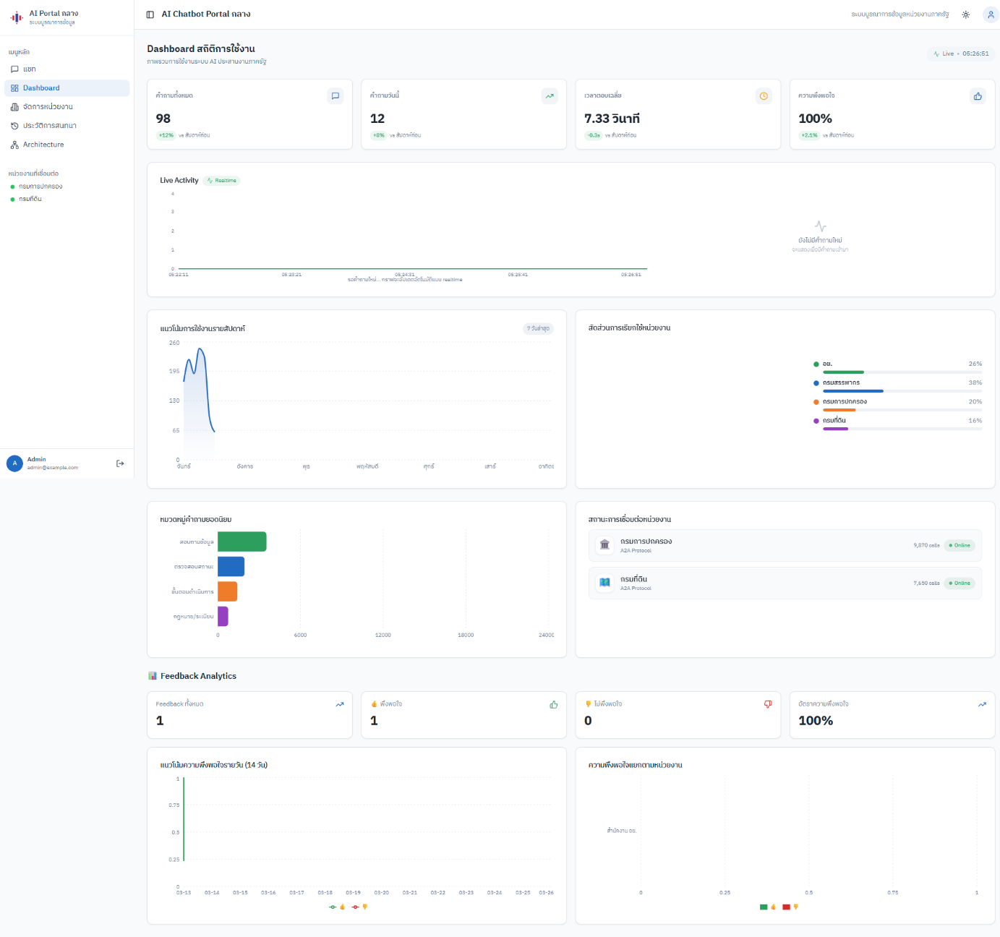 AI Portal กลาง
ระบบบูรณาการข้อมูล
เมนูหลัก
แชท
Dashboard
จัดการหน่วยงาน
ประวัติการสนทนา
Architecture
หน่วยงานที่เชื่อมต่อ
กรมการปกครอง
กรมที่ดิน
A
Admin
admin@example.com
AI Chatbot Portal กลาง
ระบบบูรณาการข้อมูลหน่วยงานภาครัฐ
Dashboard สถิติการใช้งาน
ภาพรวมการใช้งานระบบ AI ประสานงานภาครัฐ
Live • 05:26:51
คำถามทั้งหมด
98
+12% vs สัปดาห์ก่อน
คำถามวันนี้
12
+8% vs สัปดาห์ก่อน
เวลาตอบเฉลี่ย
7.33 วินาที
-0.3s vs สัปดาห์ก่อน
ความพึงพอใจ
100%
+2.1% vs สัปดาห์ก่อน
Live Activity Realtime
4
3
2
1
0
05:22:11 05:23:21 05:24:31 05:25:41 05:26:51
รอคำถามใหม่... กราฟจะอัปเดตอัตโนมัติแบบ realtime
ยังไม่มีคำถามใหม่
จะแสดงเมื่อมีคำถามเข้ามา
แนวโน้มการใช้งานรายสัปดาห์
7 วันล่าสุด
260
195
130
65
0
จันทร์ อังคาร พุธ พฤหัสบดี ศุกร์ เสาร์ อาทิตย์
สัดส่วนการเรียกใช้หน่วยงาน
อย. 26%
กรมสรรพากร 38%
กรมการปกครอง 20%
กรมที่ดิน 16%
หมวดหมู่คำถามยอดนิยม
สอบถามข้อมูล
ตรวจสอบสถานะ
ขั้นตอนดำเนินการ
กฎหมาย/ระเบียบ
0 6000 12000 18000 24000
สถานะการเชื่อมต่อหน่วยงาน
กรมการปกครอง
A2A Protocol
9,870 calls Online
กรมที่ดิน
A2A Protocol
7,650 calls Online
Feedback Analytics
Feedback ทั้งหมด
1
พึงพอใจ
1
ไม่พึงพอใจ
0
อัตราความพึงพอใจ
100%
แนวโน้มความพึงพอใจรายวัน (14 วัน)
1
0.75
0.5
0.25
0
03-13 03-14 03-15 03-16 03-17 03-18 03-19 03-20 03-21 03-22 03-23 03-24 03-25 03-26
ความพึงพอใจแยกตามหน่วยงาน
สำนักงาน อย.
0 0.25 0.5 0.75 1